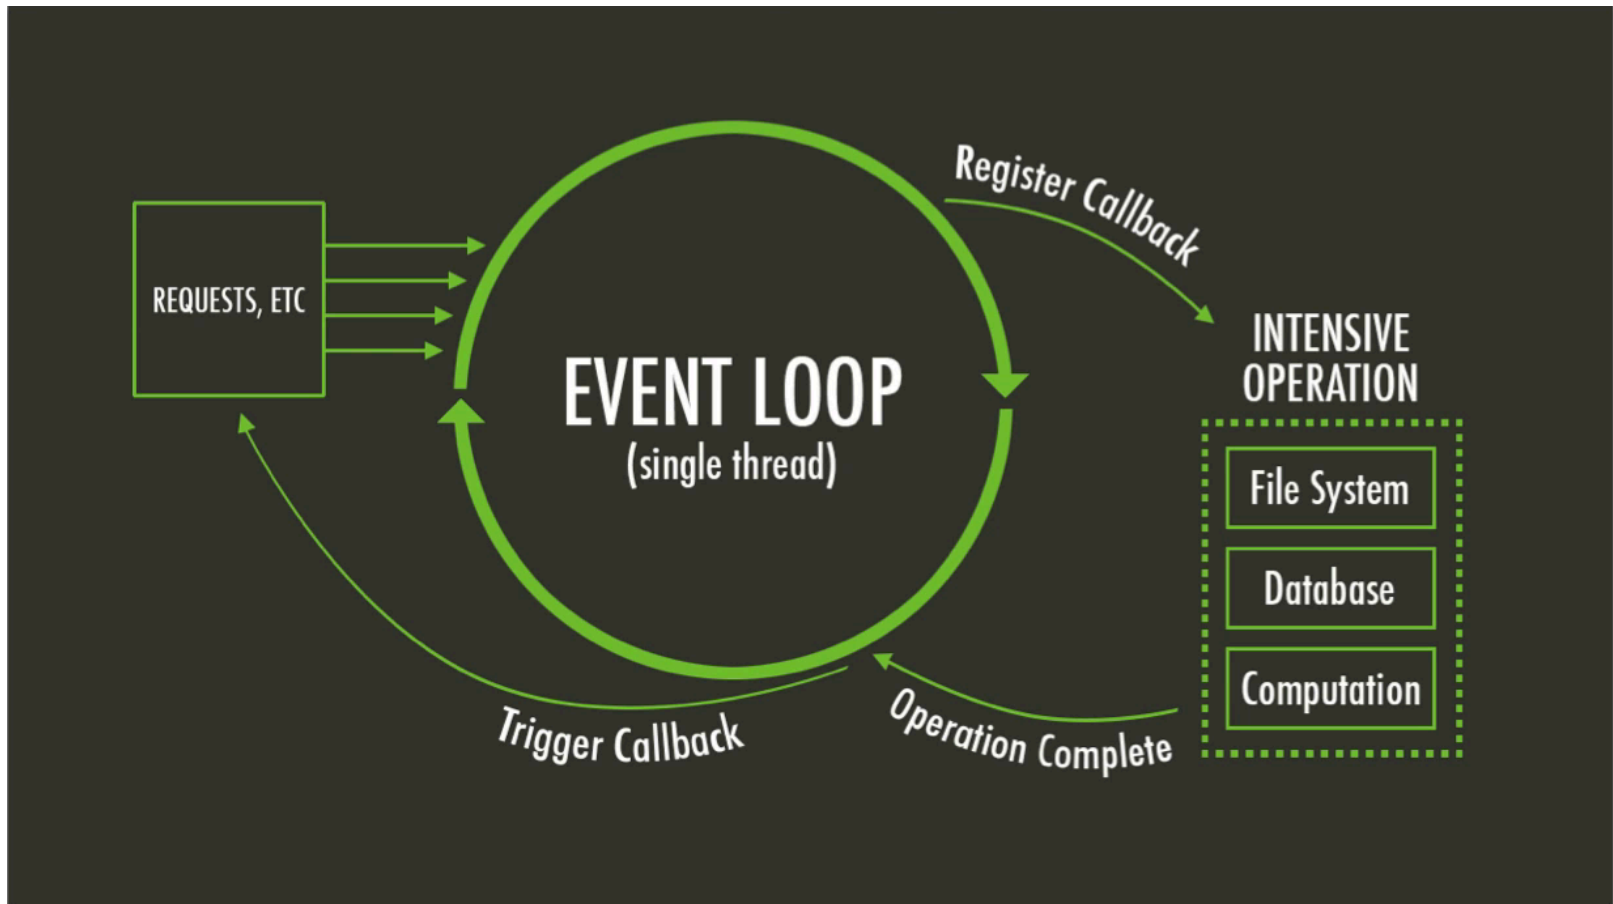 REQUESTS, ETC
EVENT LOOP
(single thread)
Register Callback
INTENSIVE
OPERATION
File System
Database
Computation
Operation Complete
Trigger Callback